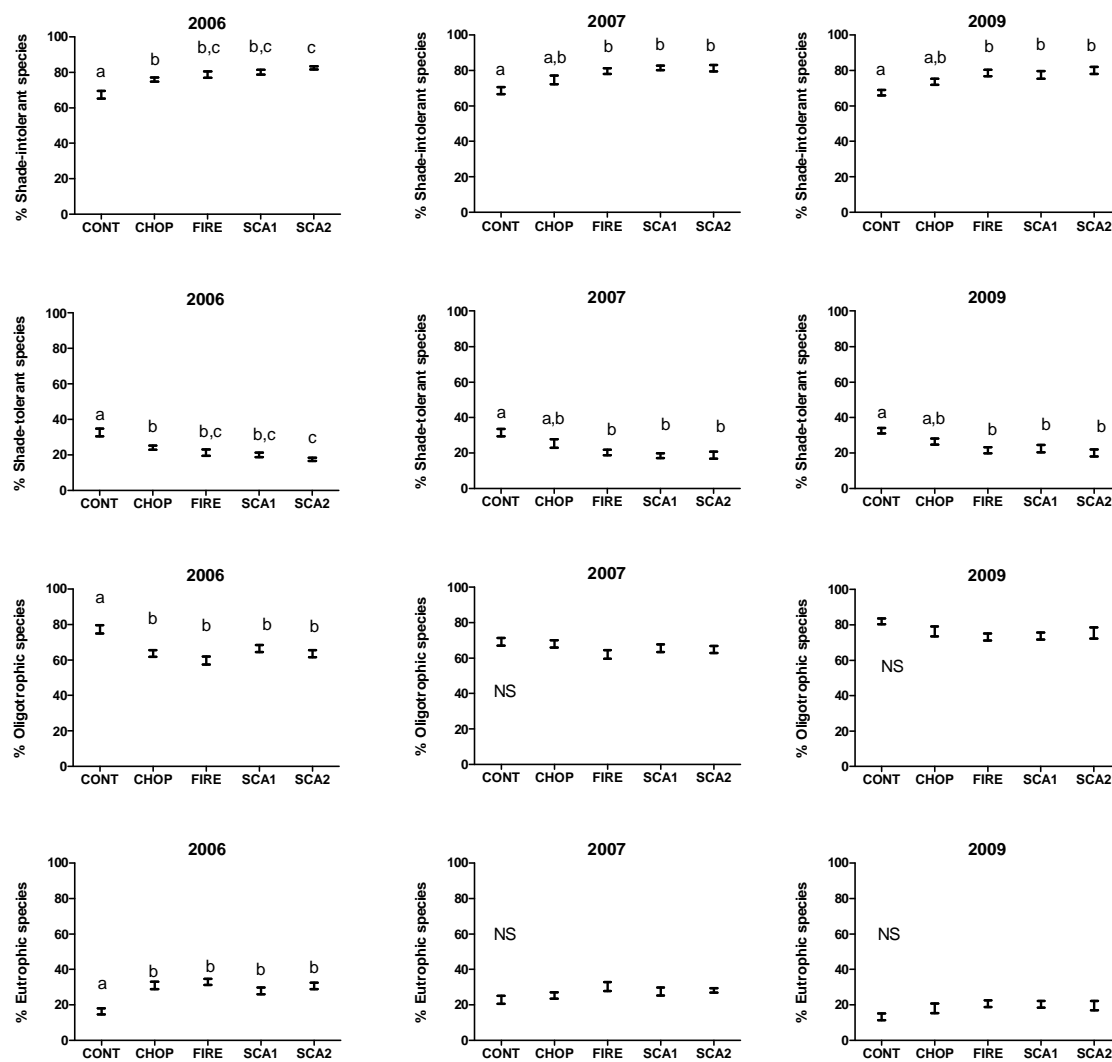 2006
% Shade-intolerant species
100
80
60
40
20
0
a
b
b,c
b,c
c
CONT CHOP FIRE SCA1 SCA2
2007
% Shade-intolerant species
100
80
60
40
20
0
a
a,b
b
b
b
CONT CHOP FIRE SCA1 SCA2
2009
% Shade-intolerant species
100
80
60
40
20
0
a
a,b
b
b
b
CONT CHOP FIRE SCA1 SCA2
2006
% Shade-tolerant species
100
80
60
40
20
0
a
b
b,c
b,c
c
CONT CHOP FIRE SCA1 SCA2
2007
% Shade-tolerant species
100
80
60
40
20
0
a
a,b
b
b
b
CONT CHOP FIRE SCA1 SCA2
2009
% Shade-tolerant species
100
80
60
40
20
0
a
a,b
b
b
b
CONT CHOP FIRE SCA1 SCA2
2006
% Oligotrophic species
100
80
60
40
20
0
a
b
b
b
b
CONT CHOP FIRE SCA1 SCA2
2007
% Oligotrophic species
100
80
60
40
20
0
NS
CONT CHOP FIRE SCA1 SCA2
2009
% Oligotrophic species
100
80
60
40
20
0
NS
CONT CHOP FIRE SCA1 SCA2
2006
% Eutrophic species
100
80
60
40
20
0
a
b
b
b
b
CONT CHOP FIRE SCA1 SCA2
2007
% Eutrophic species
100
80
60
40
20
0
NS
CONT CHOP FIRE SCA1 SCA2
2009
% Eutrophic species
100
80
60
40
20
0
NS
CONT CHOP FIRE SCA1 SCA2